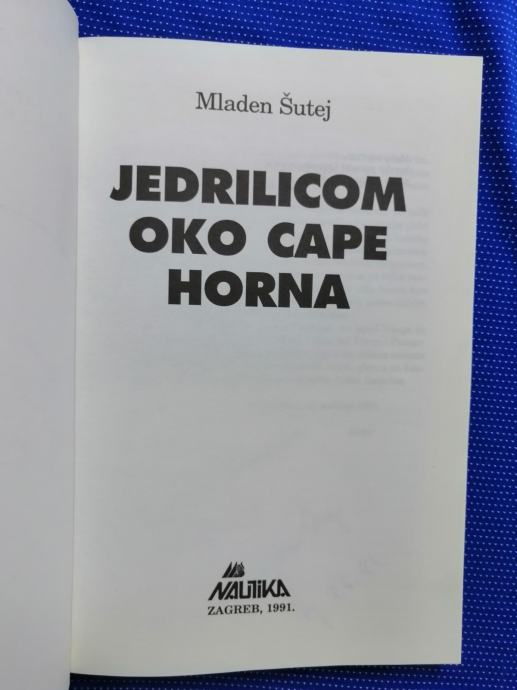 Mladen Šutej
JEDRILICOM
OKO CAPE
HORNA
NAUTIKA
ZAGREB, 1991.